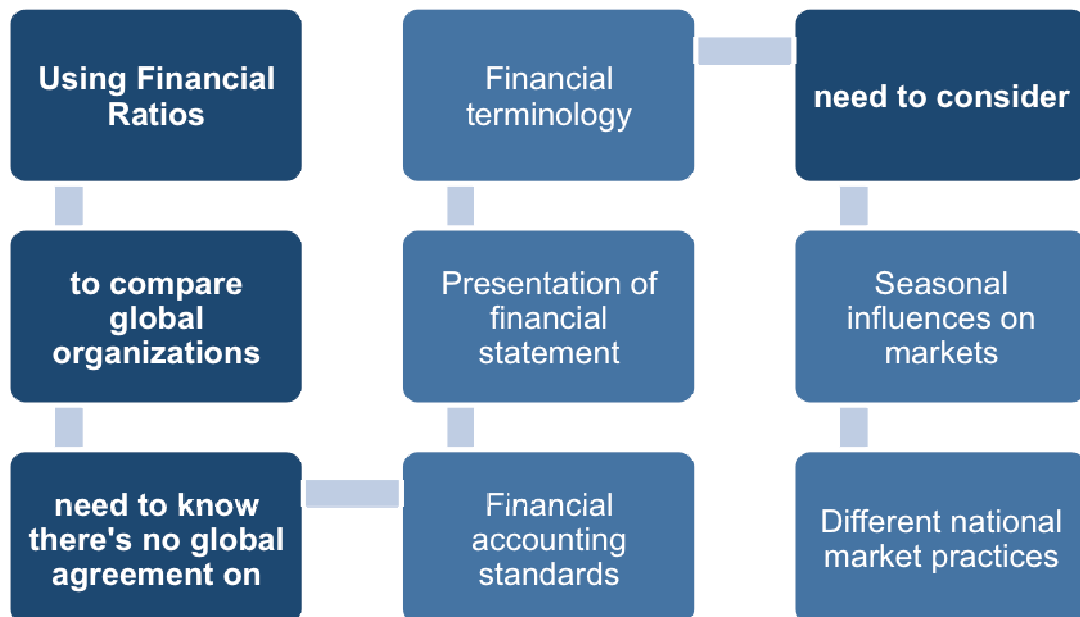 Using Financial
Ratios
to compare
global
organizations
need to know
there's no global
agreement on
Financial
accounting
standards
Presentation of
financial
statement
Financial
terminology
need to consider
Seasonal
influences on
markets
Different national
market practices